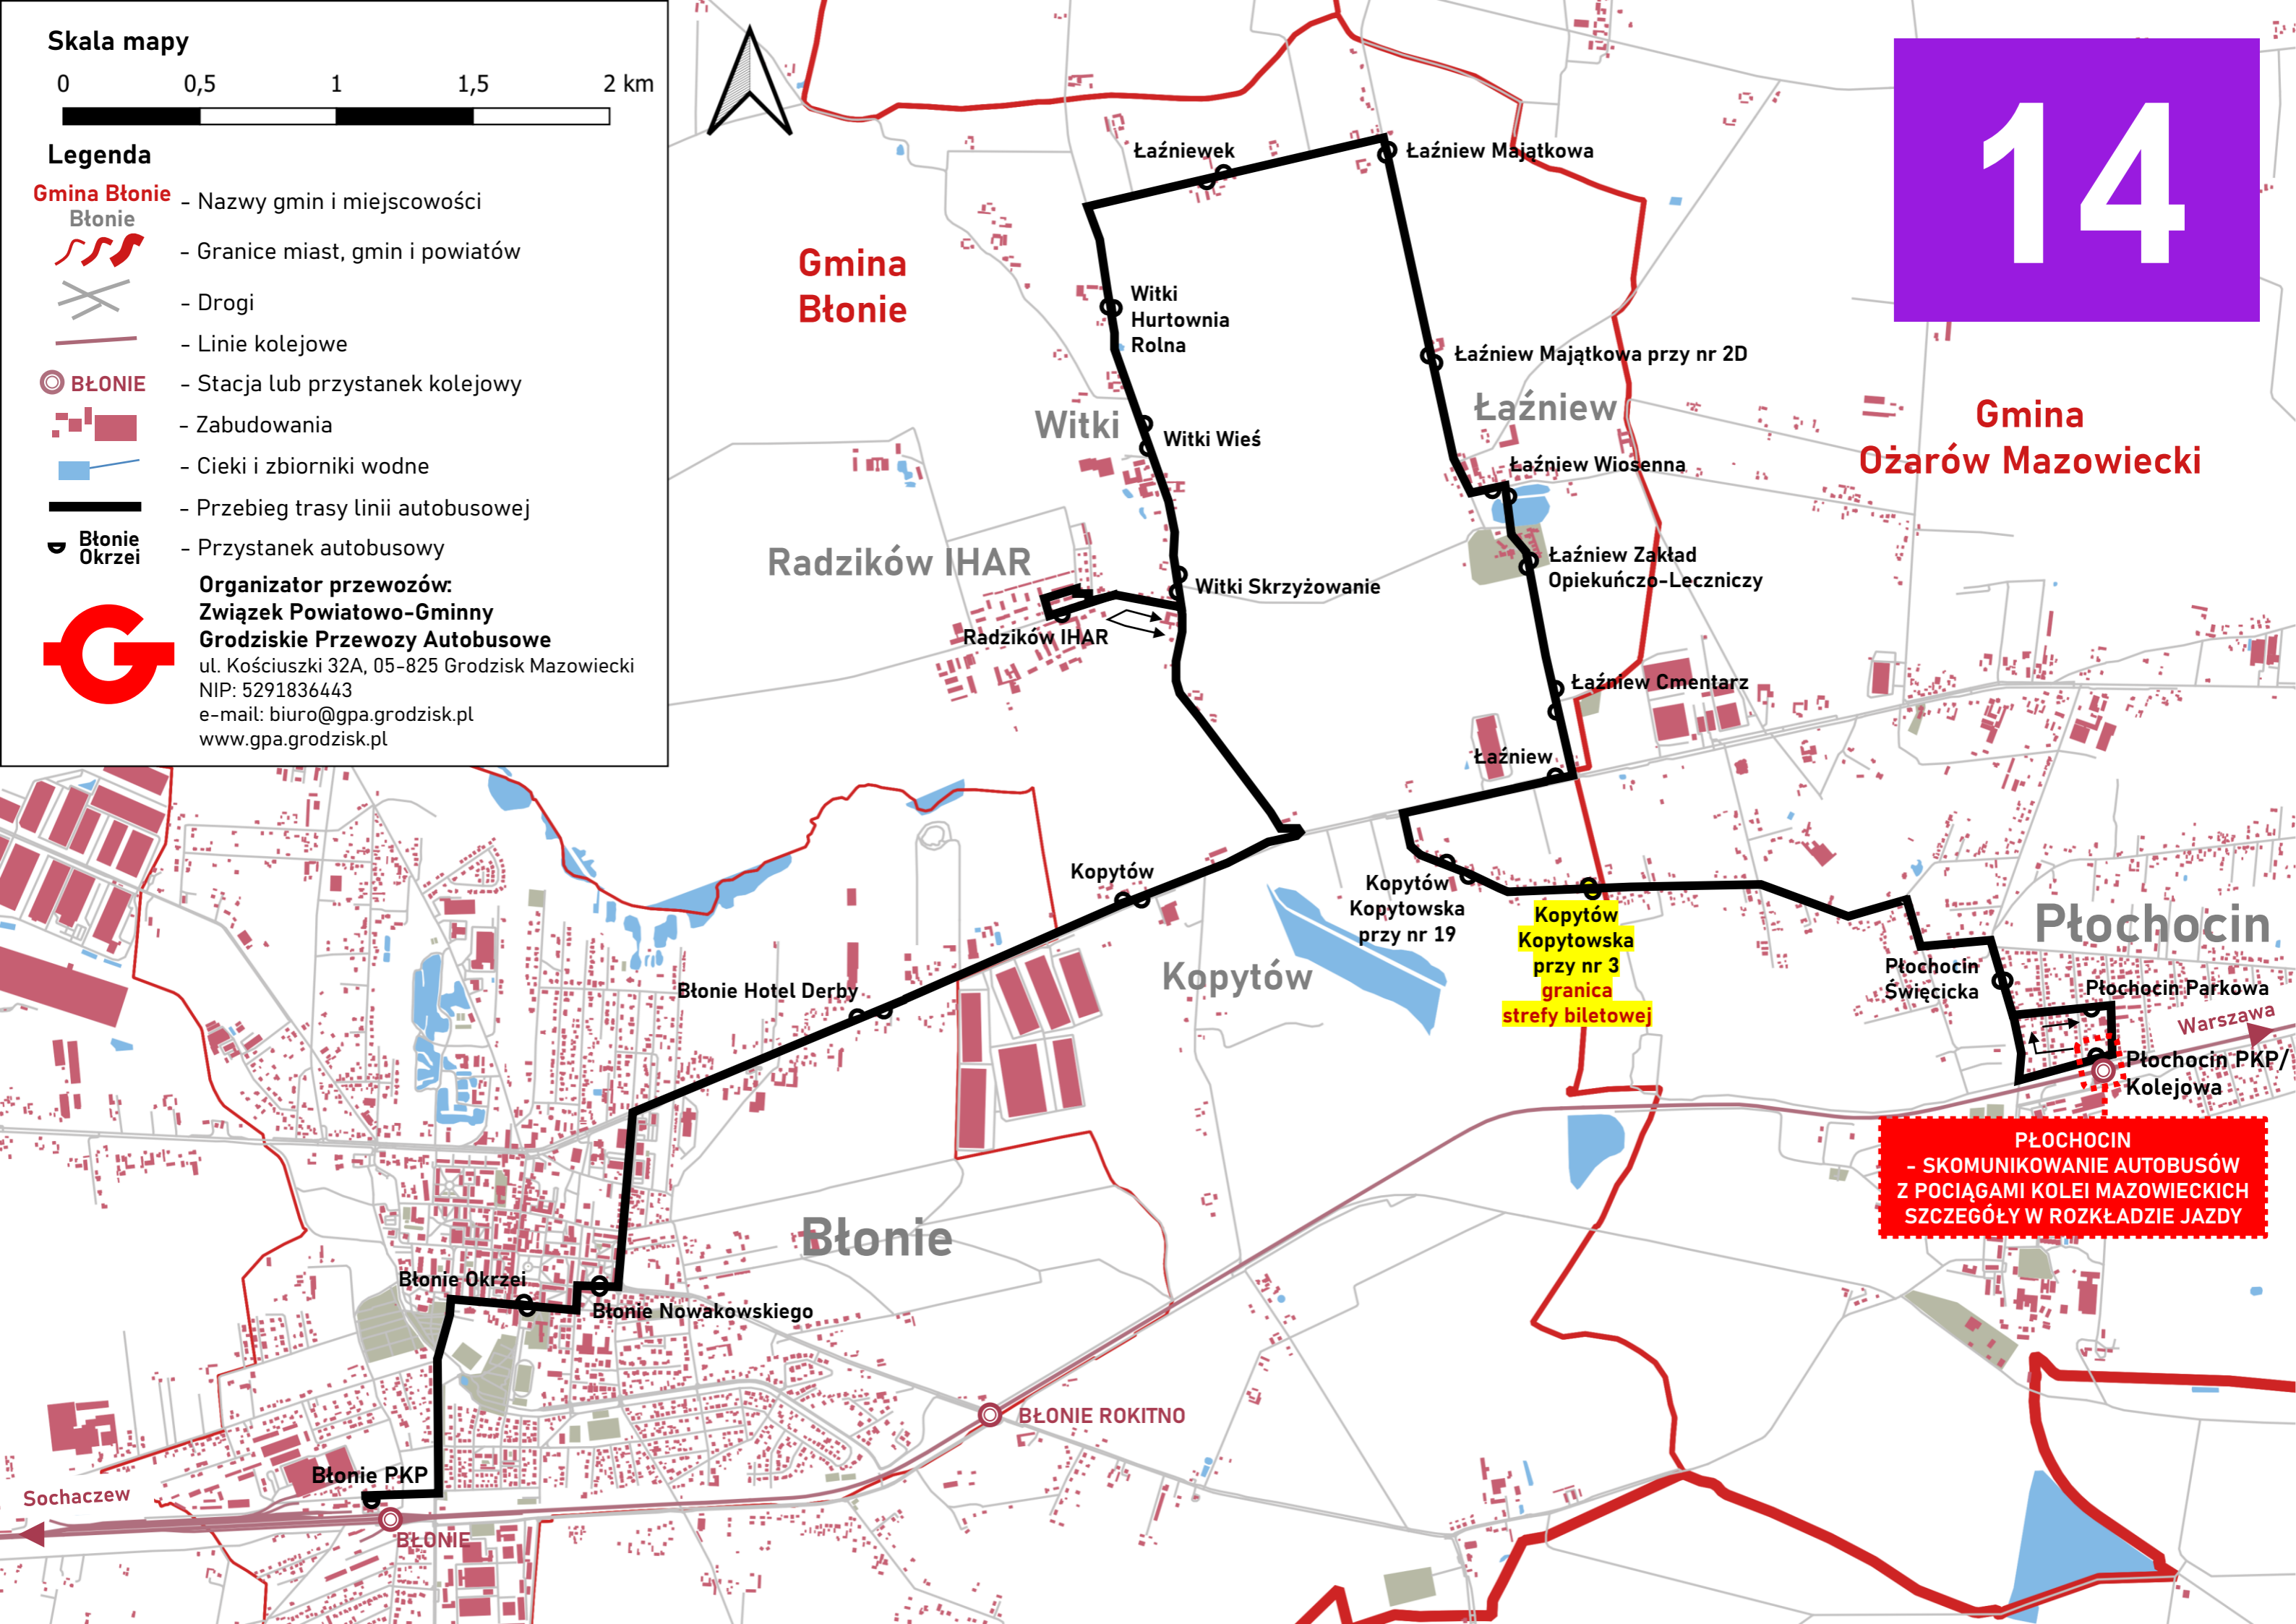 Skala mapy
0 0,5 1 1,5 2 km
Legenda
Gmina Błonie
Błonie
- Nazwy gmin i miejscowości
- Granice miast, gmin i powiatów
- Drogi
- Linie kolejowe
BŁONIE - Stacja lub przystanek kolejowy
- Zabudowania
- Cieki i zbiorniki wodne
- Przebieg trasy linii autobusowej
Błonie
Okrzei
- Przystanek autobusowy
Organizator przewozów:
Związek Powiatowo-Gminny
Grodziskie Przewozy Autobusowe
ul. Kościuszki 32A, 05-825 Grodzisk Mazowiecki
NIP: 5291836443
e-mail: biuro@gpa.grodzisk.pl
www.gpa.grodzisk.pl
14
Łaźniewek
Łaźniew Majątkowa
Gmina
Błonie
Witki
Hurtownia
Rolna
Łaźniew Majątkowa przy nr 2D
Łaźniew
Witki
Witki Wieś
Gmina
Ożarów Mazowiecki
Łaźniew Wiosenna
Radzików IHAR
Łaźniew Zakład
Opiekuńczo-Leczniczy
Witki Skrzyżowanie
Radzików IHAR
Łaźniew Cmentarz
Łaźniew
Kopytów
Kopytów
Kopytowska
przy nr 19
Kopytów
Kopytowska
przy nr 3
granica
strefy biletowej
Płochocin
Kopytów
Błonie Hotel Derby
Płochocin
Święcicka
Płochocin Parkowa
Warszawa
Płochocin PKP/
Kolejowa
PŁOCHOCIN
- SKOMUNIKOWANIE AUTOBUSÓW
Z POCIĄGAMI KOLEI MAZOWIECKICH
SZCZEGÓŁY W ROZKŁADZIE JAZDY
Błonie
Błonie Okrzei
Błonie Nowakowskiego
BŁONIE ROKITNO
Błonie PKP
Sochaczew
BŁONIE